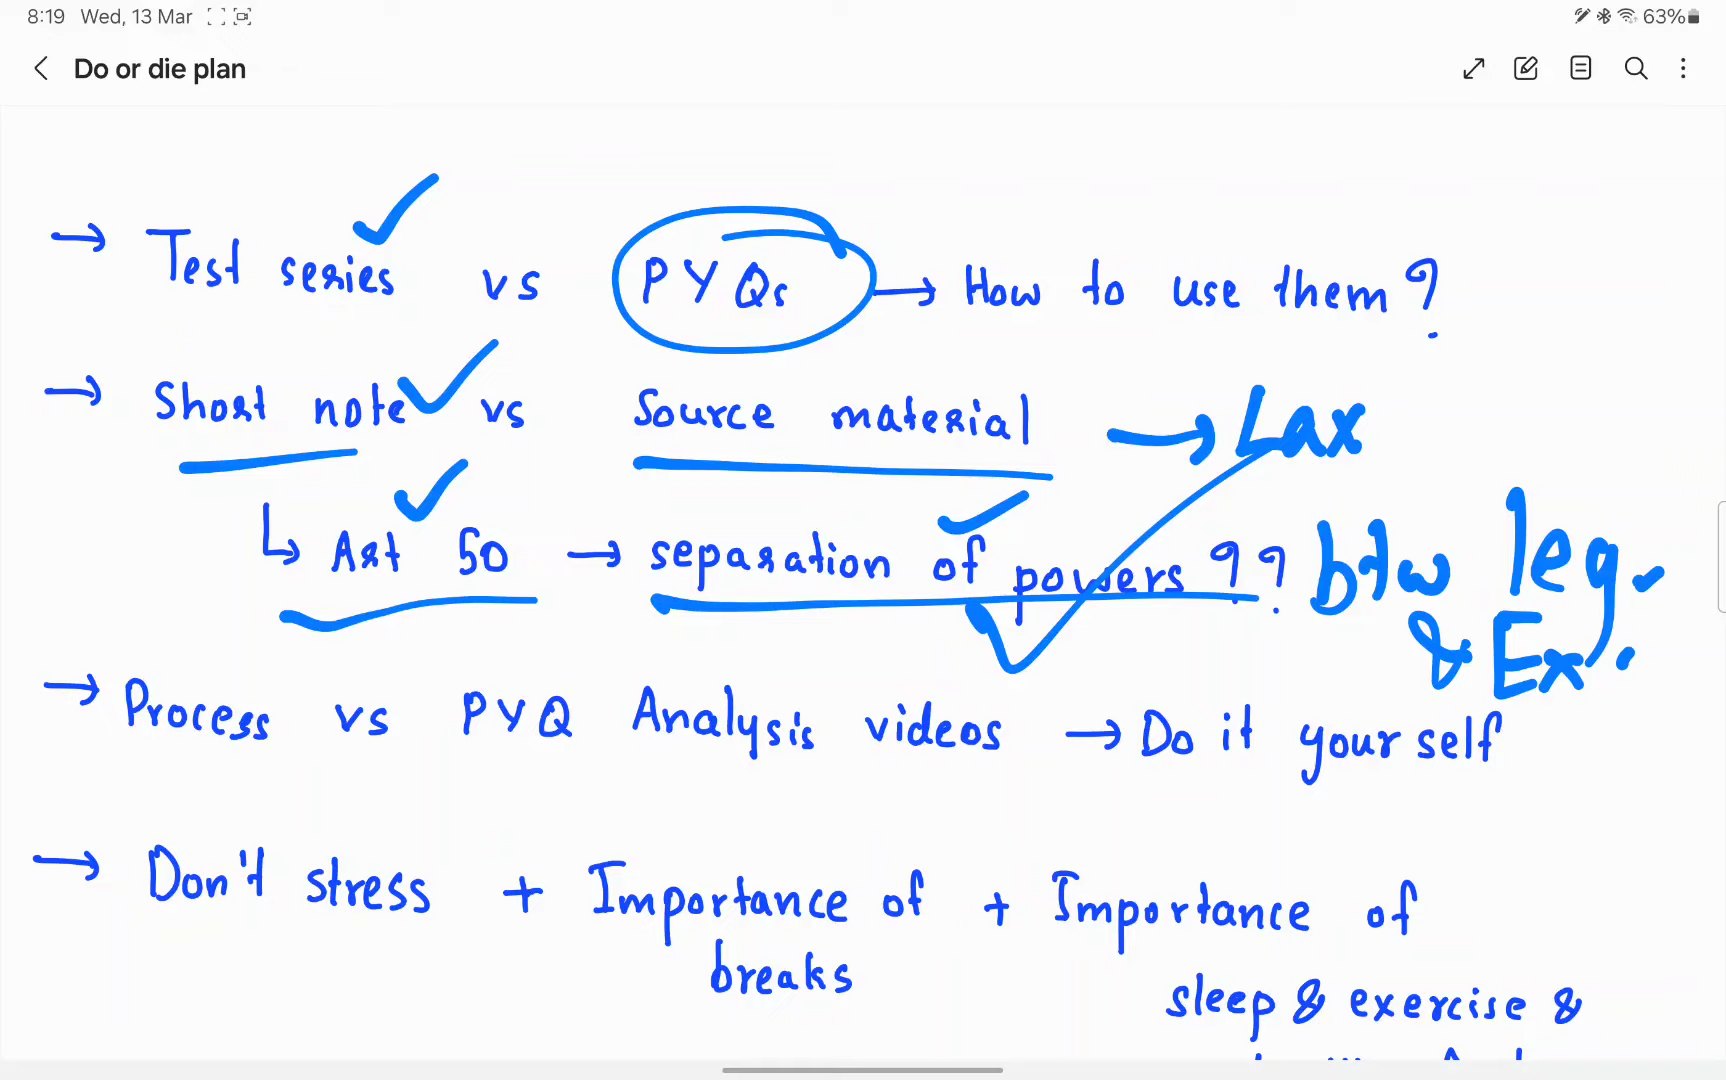 8:19 Wed, 13 Mar 63%
Do or die plan
→ Test series vs PYQs → How to use them?
→ Short note vs Source material → Lax
↳ Art 50 → separation of powers ?? btw leg.
& Ex.
→ Process vs PYQ Analysis videos → Do it yourself
→ Don't stress + Importance of + Importance of
breaks
sleep & exercise &